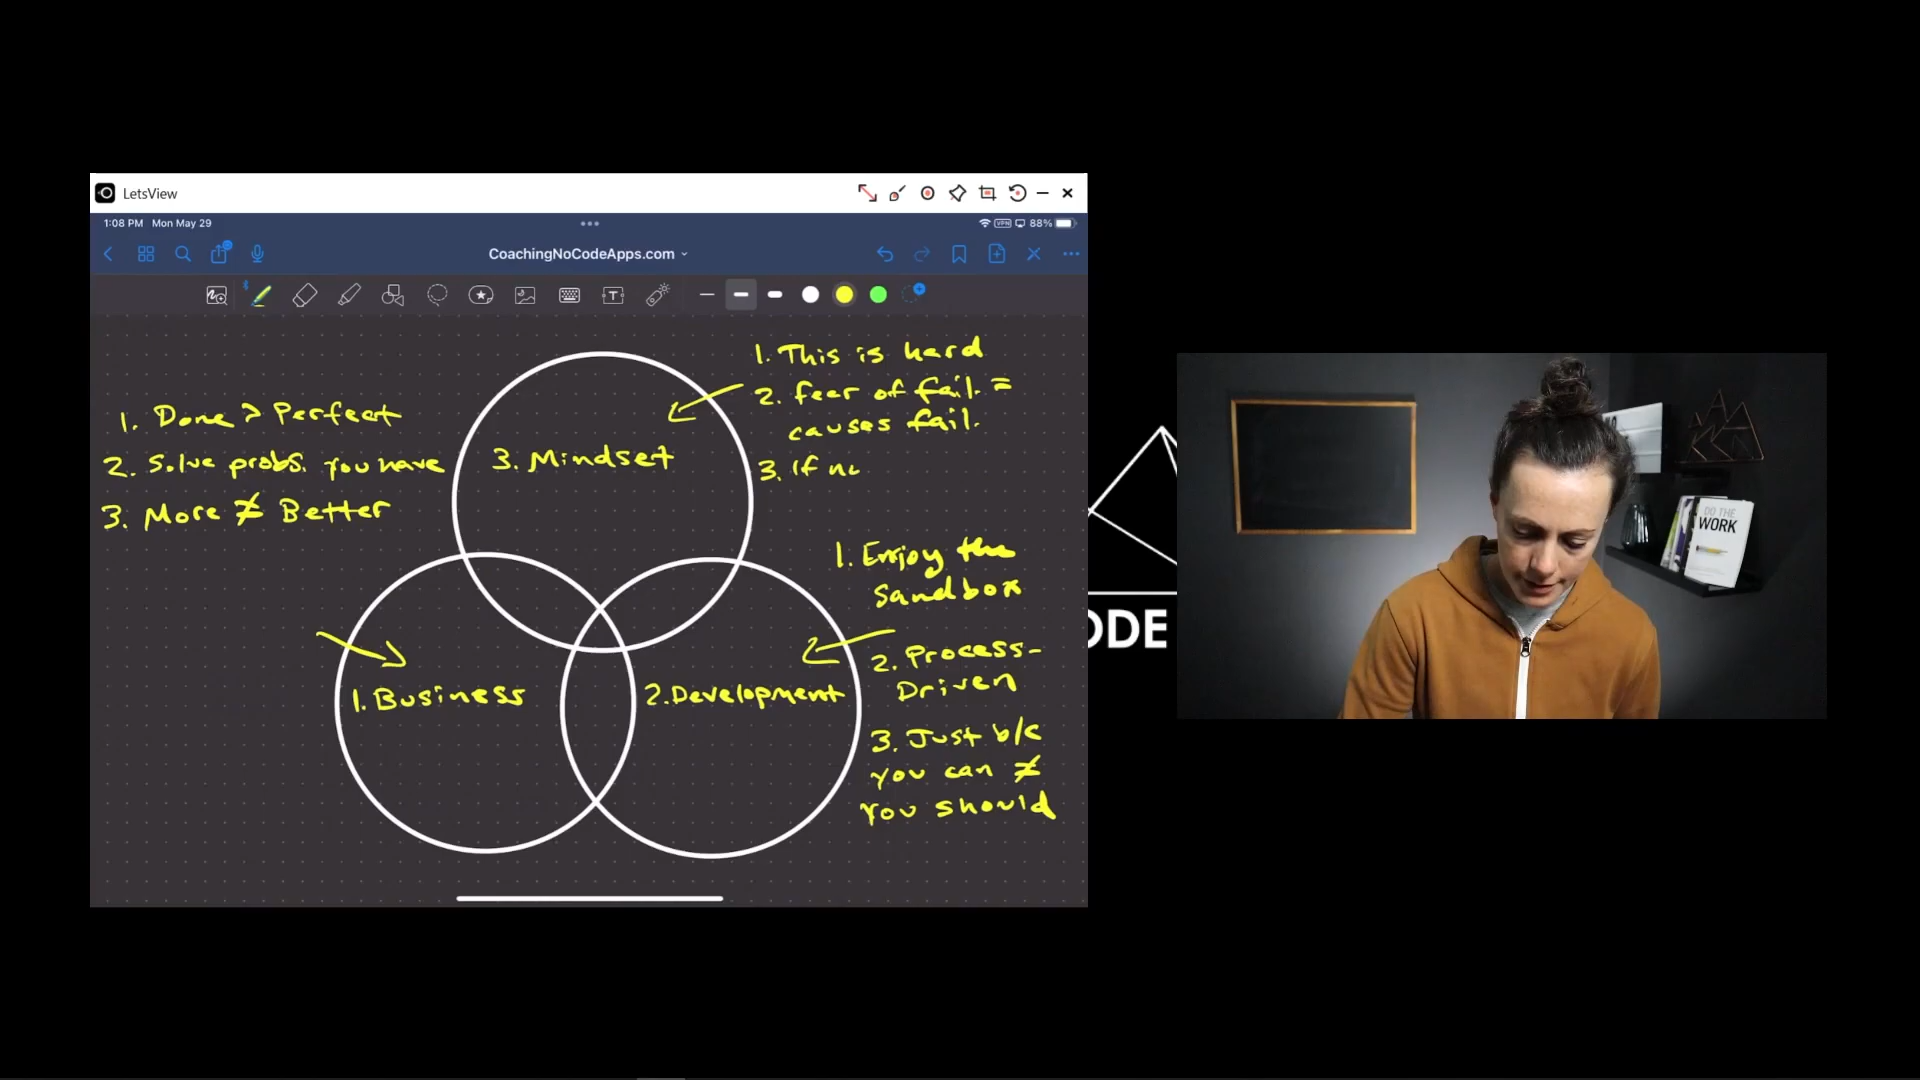 LetsView
1:08 PM Mon May 29
VPN 88%
CoachingNoCodeApps.com
1. This is hard
2. fear of fail. =
causes fail.
3. If no
1. Done > Perfect
2. Solve probs. you have
3. More ≠ Better
3. Mindset
1. Enjoy the
sandbox
2. Process-
Driven
3. Just b/c
you can ≠
you should
1. Business
2. Development
ODE
DO THE
WORK